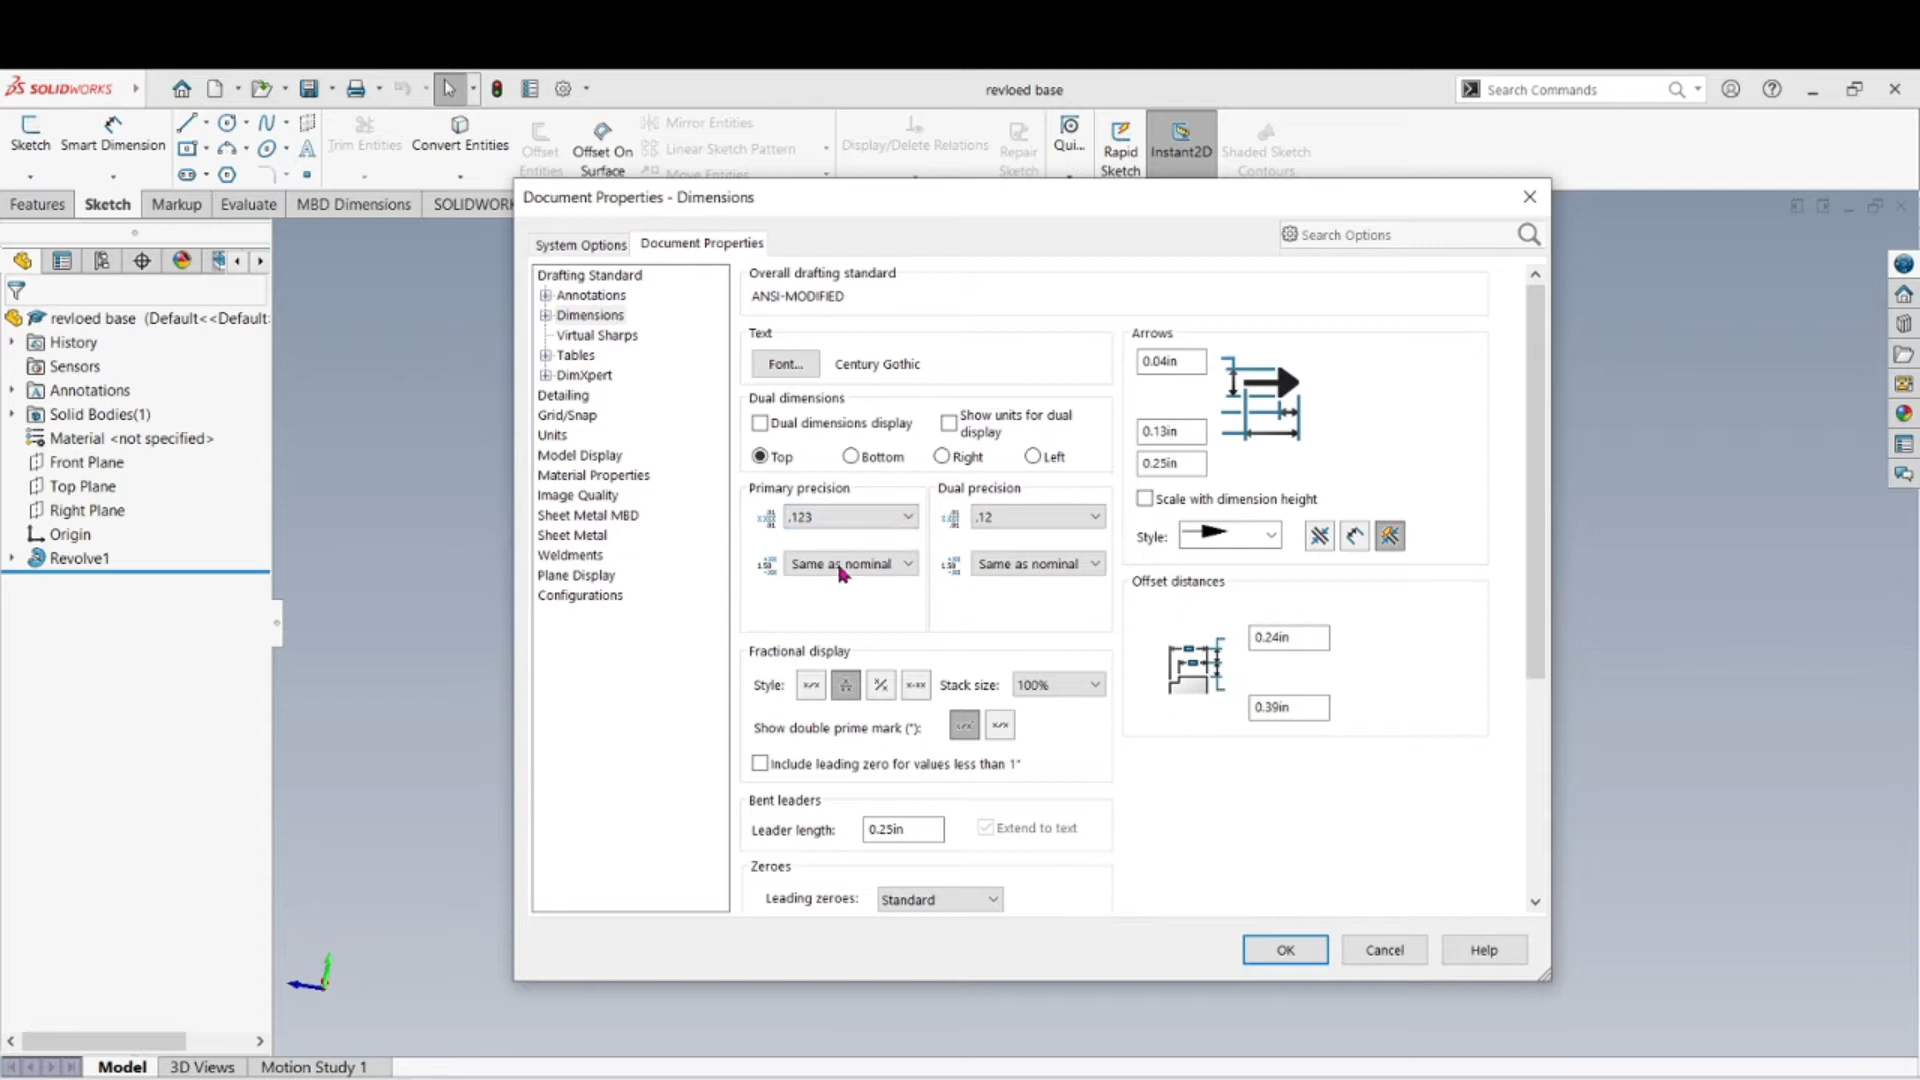 SOLIDWORKS
revloed base
Search Commands
Sketch
Smart Dimension
Trim Entities
Convert Entities
Offset
Entities
Offset On
Surface
Mirror Entities
Linear Sketch Pattern
Move Entities
Display/Delete Relations
Repair
Sketch
Qui...
Rapid
Sketch
Instant2D
Shaded Sketch
Contours
Features
Sketch
Markup
Evaluate
MBD Dimensions
SOLIDWOR
revloed base (Default<<Default
History
Sensors
Annotations
Solid Bodies(1)
Material <not specified>
Front Plane
Top Plane
Right Plane
Origin
Revolve1
Document Properties - Dimensions
System Options
Document Properties
Search Options
Drafting Standard
Annotations
Dimensions
Virtual Sharps
Tables
DimXpert
Detailing
Grid/Snap
Units
Model Display
Material Properties
Image Quality
Sheet Metal MBD
Sheet Metal
Weldments
Plane Display
Configurations
Overall drafting standard
ANSI-MODIFIED
Text
Font...
Century Gothic
Dual dimensions
Dual dimensions display
Show units for dual
display
Top
Bottom
Right
Left
Primary precision
.123
Same as nominal
Dual precision
.12
Same as nominal
Fractional display
Style:
Stack size:
100%
Show double prime mark ("):
Include leading zero for values less than 1"
Bent leaders
Leader length:
0.25in
Extend to text
Zeroes
Leading zeroes:
Standard
Arrows
0.04in
0.13in
0.25in
Scale with dimension height
Style:
Offset distances
0.24in
0.39in
OK
Cancel
Help
Model
3D Views
Motion Study 1